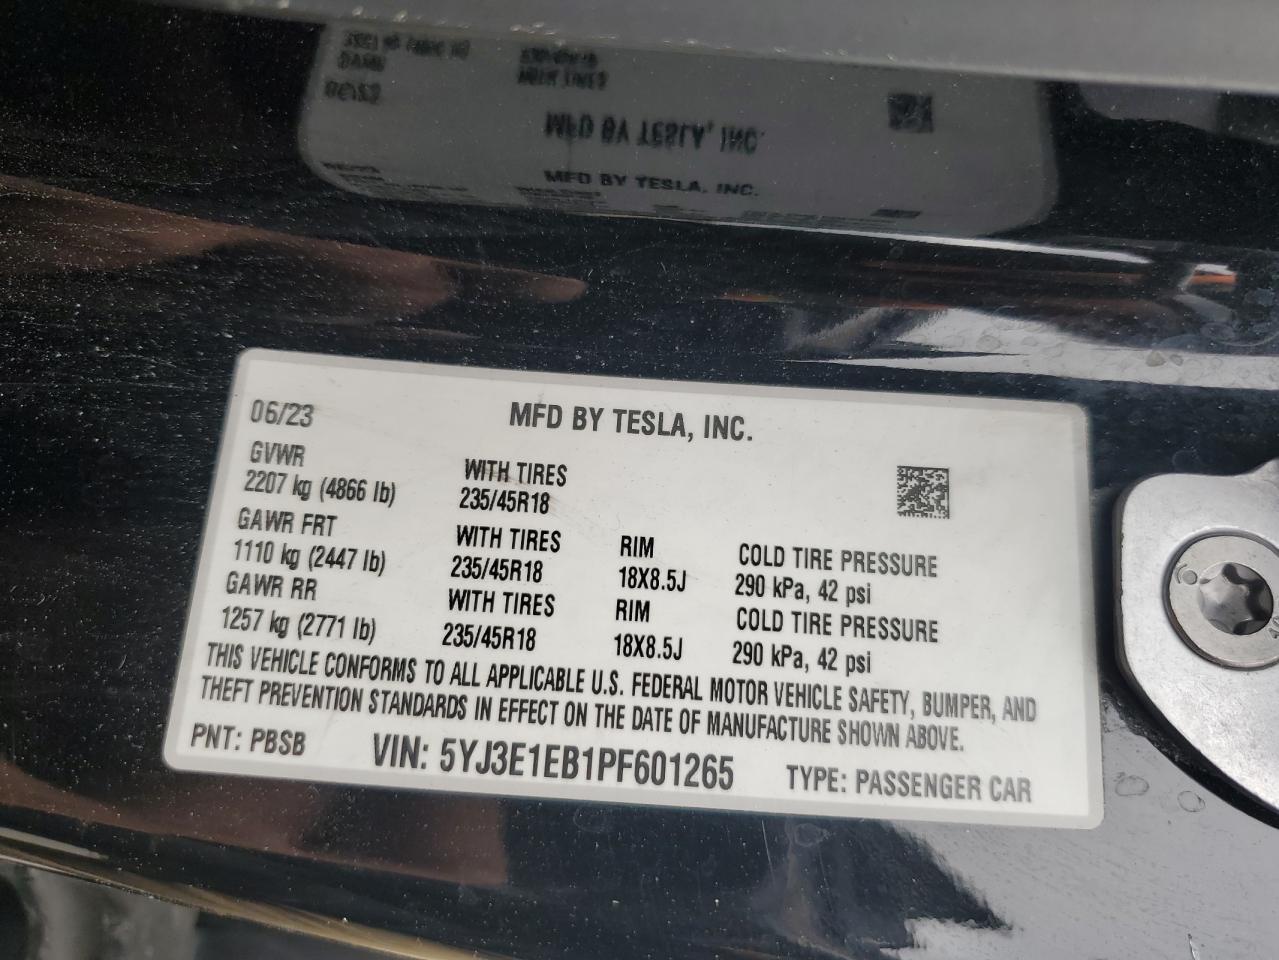 MFD BY TESLA, INC.
06/23 MFD BY TESLA, INC.
GVWR WITH TIRES
2207 kg (4866 lb) 235/45R18
GAWR FRT WITH TIRES RIM COLD TIRE PRESSURE
1110 kg (2447 lb) 235/45R18 18X8.5J 290 kPa, 42 psi
GAWR RR WITH TIRES RIM COLD TIRE PRESSURE
1257 kg (2771 lb) 235/45R18 18X8.5J 290 kPa, 42 psi
THIS VEHICLE CONFORMS TO ALL APPLICABLE U.S. FEDERAL MOTOR VEHICLE SAFETY, BUMPER, AND
THEFT PREVENTION STANDARDS IN EFFECT ON THE DATE OF MANUFACTURE SHOWN ABOVE.
PNT: PBSB VIN: 5YJ3E1EB1PF601265 TYPE: PASSENGER CAR